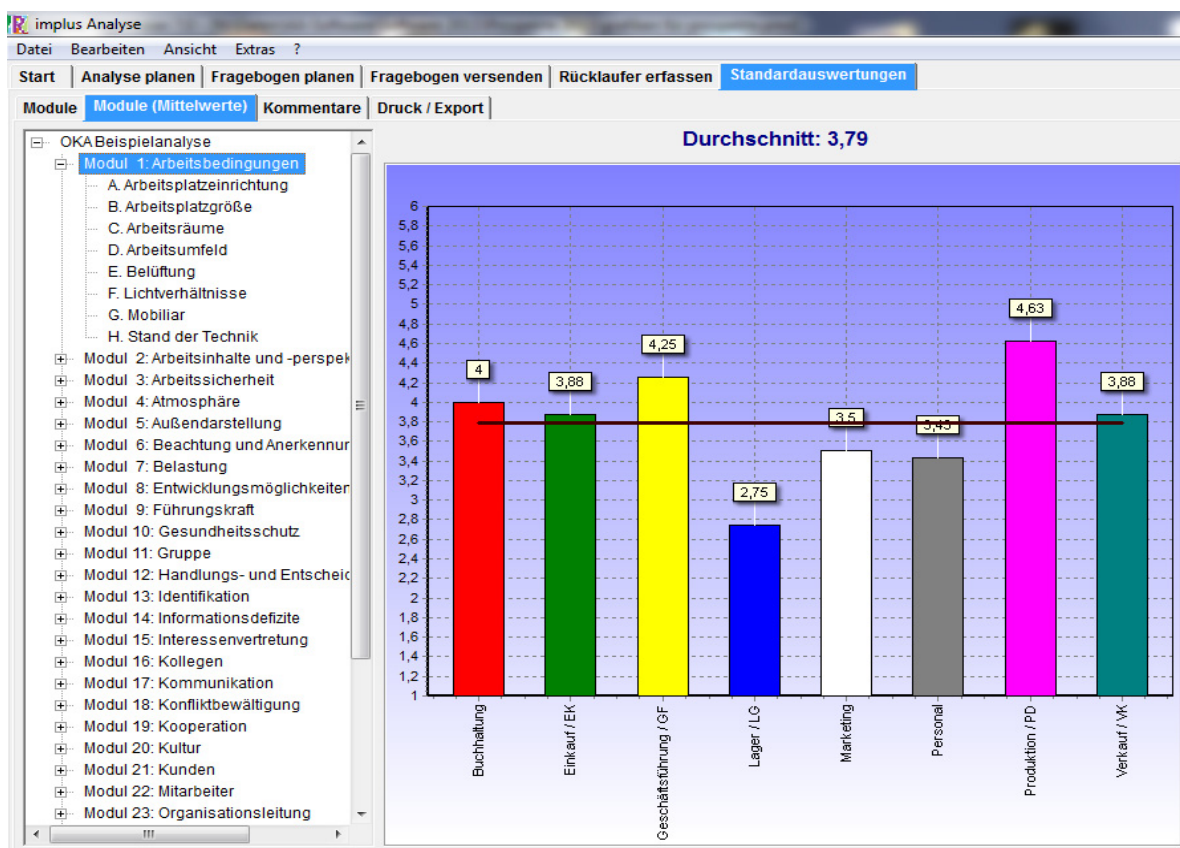 implus Analyse
Datei Bearbeiten Ansicht Extras ?
Start Analyse planen Fragebogen planen Fragebogen versenden Rücklaufer erfassen Standardauswertungen
Module Module (Mittelwerte) Kommentare Druck / Export
OKA Beispielanalyse
Modul 1: Arbeitsbedingungen
A. Arbeitsplatzeinrichtung
B. Arbeitsplatzgröße
C. Arbeitsräume
D. Arbeitsumfeld
E. Belüftung
F. Lichtverhältnisse
G. Mobiliar
H. Stand der Technik
Modul 2: Arbeitsinhalte und -perspek
Modul 3: Arbeitssicherheit
Modul 4: Atmosphäre
Modul 5: Außendarstellung
Modul 6: Beachtung und Anerkennur
Modul 7: Belastung
Modul 8: Entwicklungsmöglichkeiten
Modul 9: Führungskraft
Modul 10: Gesundheitsschutz
Modul 11: Gruppe
Modul 12: Handlungs- und Entscheid
Modul 13: Identifikation
Modul 14: Informationsdefizite
Modul 15: Interessenvertretung
Modul 16: Kollegen
Modul 17: Kommunikation
Modul 18: Konfliktbewältigung
Modul 19: Kooperation
Modul 20: Kultur
Modul 21: Kunden
Modul 22: Mitarbeiter
Modul 23: Organisationsleitung
Durchschnitt: 3,79
6
5,8
5,6
5,4
5,2
5
4,8
4,6
4,4
4,2
4
3,8
3,6
3,4
3,2
3
2,8
2,6
2,4
2,2
2
1,8
1,6
1,4
1,2
1
4
3,88
4,25
2,75
3,5
4,63
3,88
Buchhaltung
Einkauf / EK
Geschäftsführung / GF
Lager / LG
Marketing
Personal
Produktion / PD
Verkauf / VK